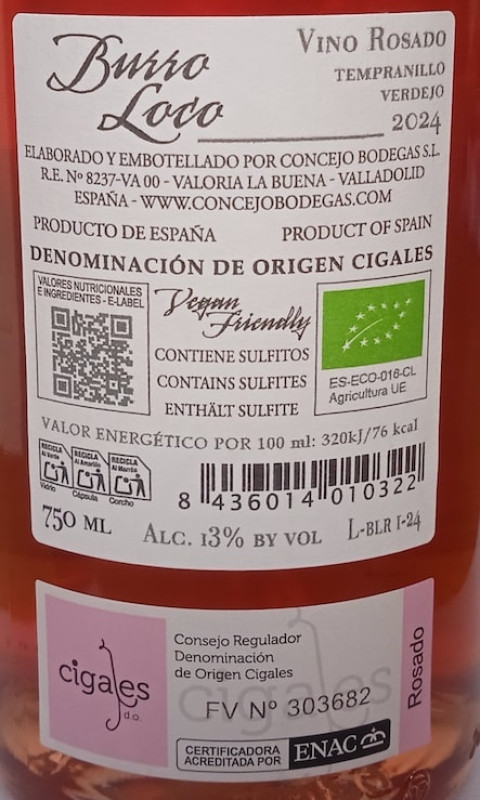 Burro
Loco
VINO ROSADO
TEMPRANILLO
VERDEJO
2024
ELABORADO Y EMBOTELLADO POR CONCEJO BODEGAS S.L.
R.E. Nº 8237-VA 00 - VALORIA LA BUENA - VALLADOLID
ESPAÑA - WWW.CONCEJOBODEGAS.COM
PRODUCTO DE ESPAÑA
PRODUCT OF SPAIN
DENOMINACIÓN DE ORIGEN CIGALES
VALORES NUTRICIONALES
E INGREDIENTES - E-LABEL
Vegan
Friendly
CONTIENE SULFITOS
CONTAINS SULFITES
ENTHÄLT SULFITE
ES-ECO-016-CL
Agricultura UE
VALOR ENERGÉTICO POR 100 ml: 320kJ/76 kcal
RECICLA
Al Verde
Vidrio
RECICLA
Al Amarillo
Cápsula
RECICLA
Al Marrón
Corcho
8 436014 010322
750 ML
ALC. 13% BY VOL
L-BLR 1-24
cigales
d.o.
Consejo Regulador
Denominación
de Origen Cigales
cigales
FV Nº 303682
CERTIFICADORA
ACREDITADA POR
ENAC
Rosado